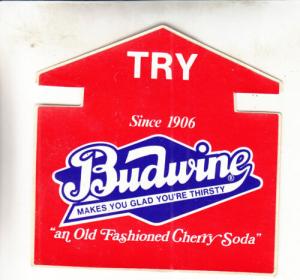 TRY
Since 1906
Budwine®
MAKES YOU GLAD YOU'RE THIRSTY
"an Old Fashioned Cherry Soda"